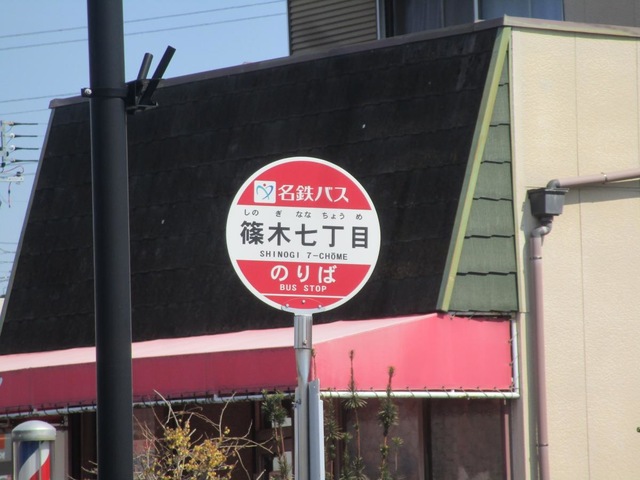 名鉄バス
しの ぎ なな ちょう め
篠木七丁目
SHINOGI 7-CHŌME
のりば
BUS STOP